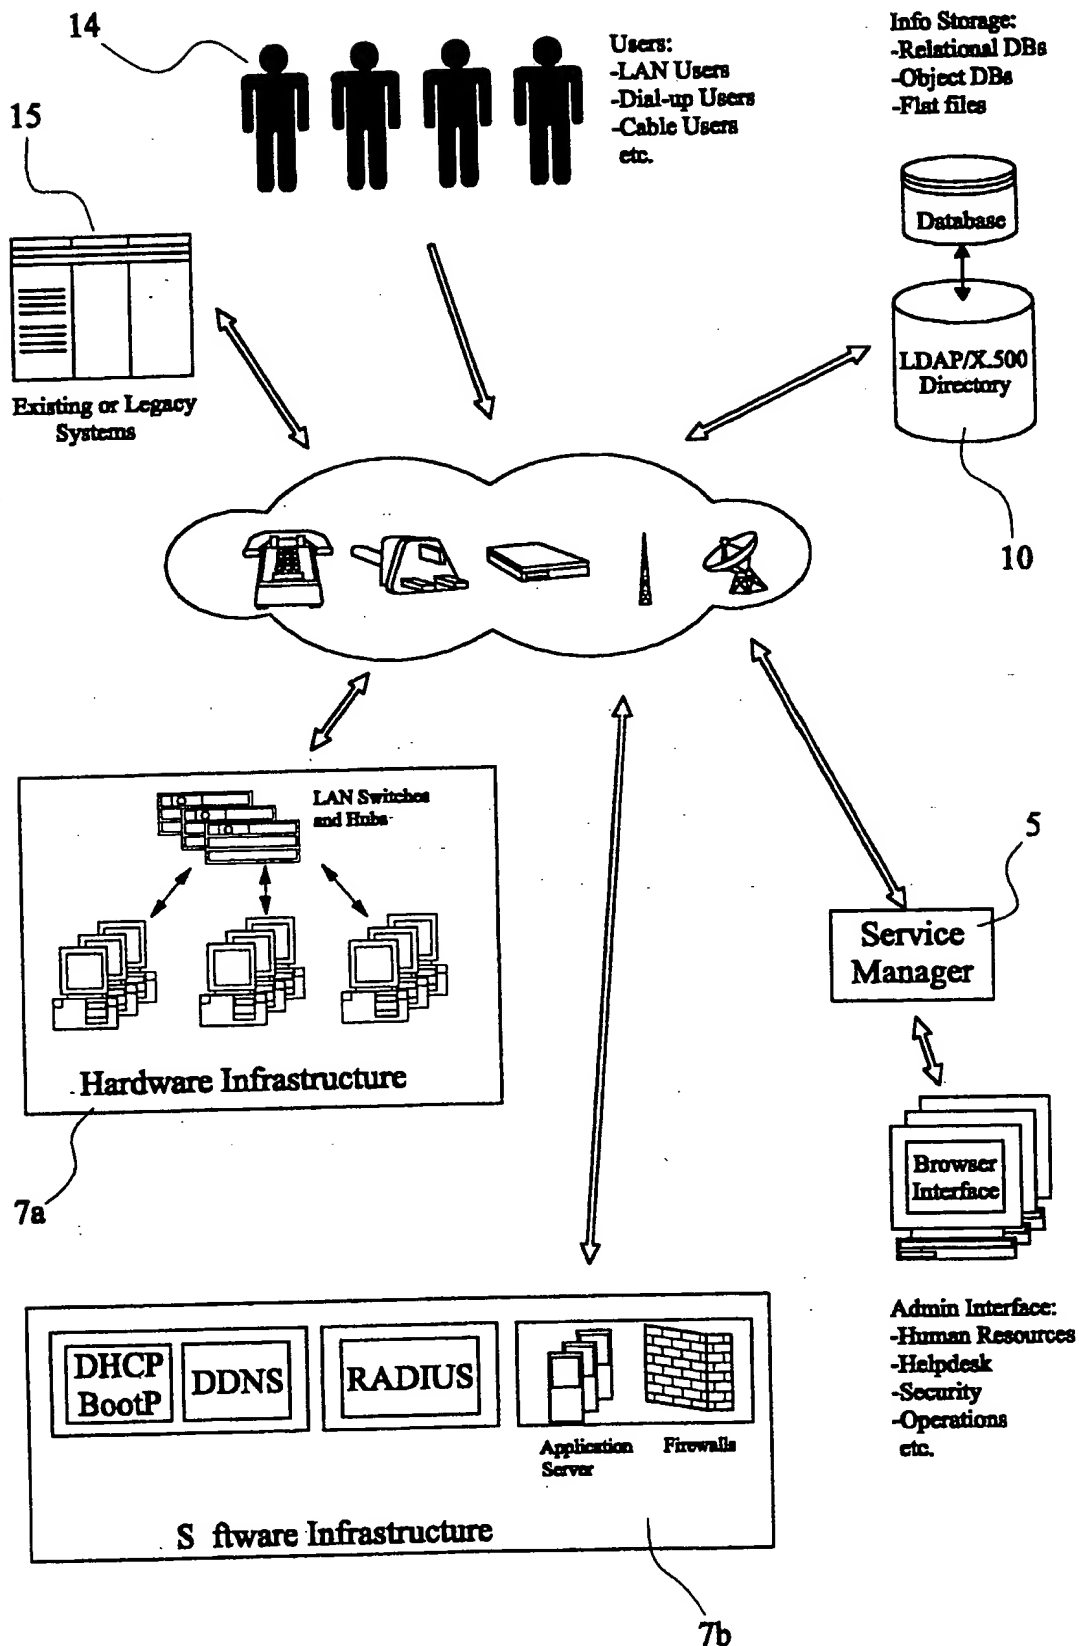 14
Users:
-LAN Users
-Dial-up Users
-Cable Users
etc.
Info Storage:
-Relational DBs
-Object DBs
-Flat files
15
Database
LDAP/X.500
Directory
Existing or Legacy
Systems
10
LAN Switches
and Hubs
5
Service
Manager
Hardware Infrastructure
7a
Browser
Interface
Admin Interface:
-Human Resources
-Helpdesk
-Security
-Operations
etc.
DHCP
BootP
DDNS
RADIUS
Application
Server
Firewalls
S ftware Infrastructure
7b